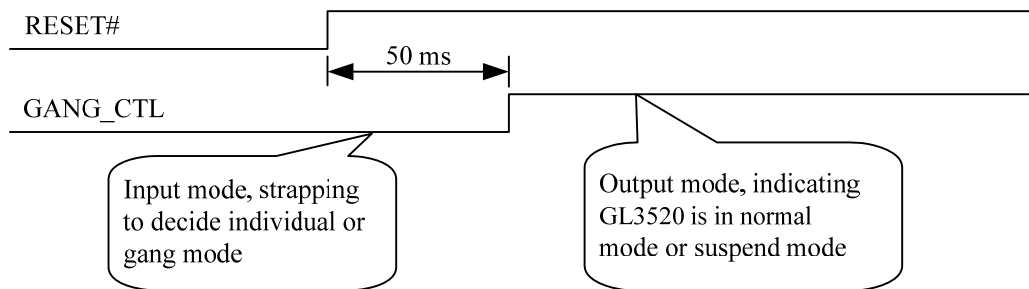 RESET#
50 ms
GANG_CTL
Input mode, strapping
to decide individual or
gang mode
Output mode, indicating
GL3520 is in normal
mode or suspend mode